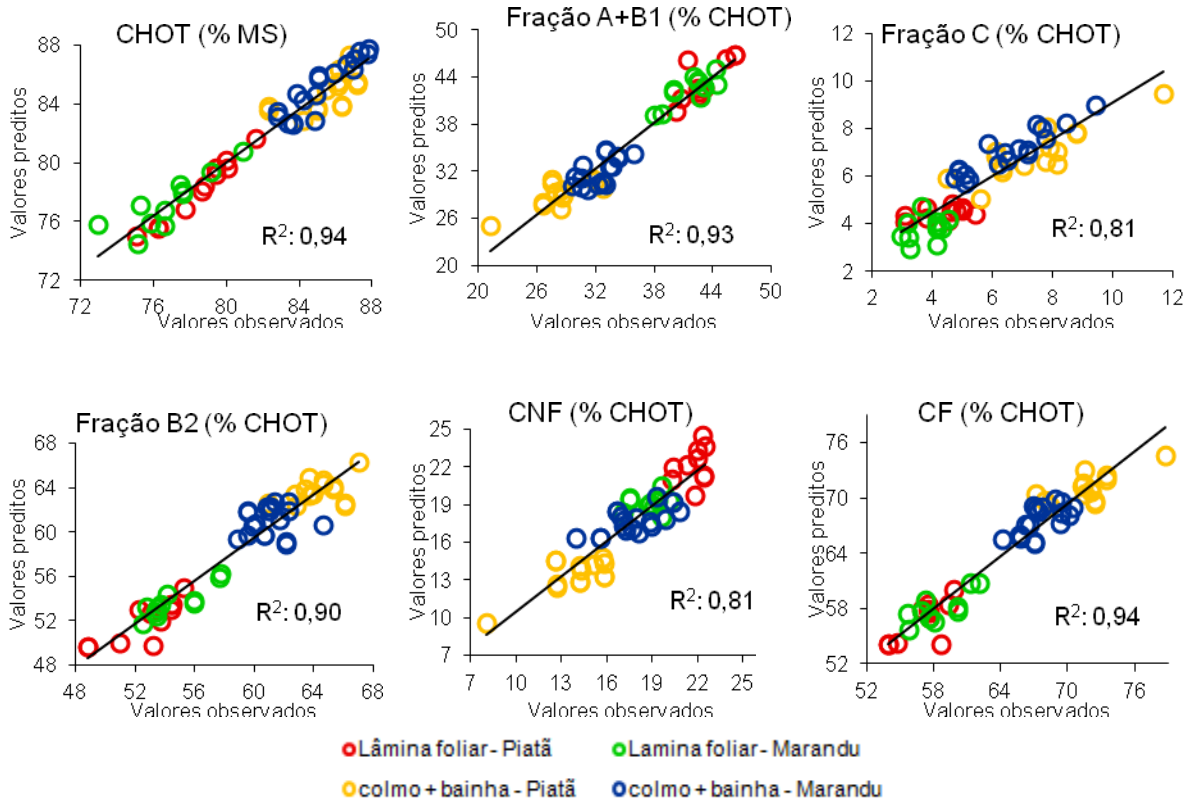 CHOT (% MS)
Valores preditos
88
84
80
76
72
R²: 0,94
72 76 80 84 88
Valores observados
Fração A+B1(% CHOT)
Valores preditos
50
44
38
32
26
20
R²: 0,93
20 26 32 38 44 50
Valores observados
Fração C (% CHOT)
Valores preditos
12
10
8
6
4
2
R²: 0,81
2 4 6 8 10 12
Valores observados
Fração B2 (% CHOT)
Valores preditos
68
64
60
56
52
48
R²: 0,90
48 52 56 60 64 68
Valores observados
CNF (% CHOT)
Valores preditos
25
22
19
16
13
10
7
R²: 0,81
7 10 13 16 19 22 25
Valores observados
CF (% CHOT)
Valores preditos
76
70
64
58
52
R²: 0,94
52 58 64 70 76
Valores observados
Lâmina foliar - Piatã
Lamina foliar - Marandu
colmo + bainha - Piatã
colmo + bainha - Marandu